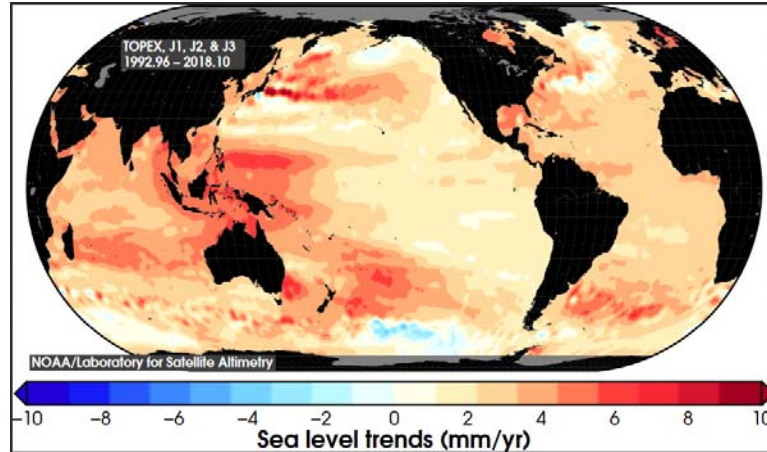 TOPEX, J1, J2, & J3
1992.96 – 2018.10
NOAA/Laboratory for Satellite Altimetry
−10 −8 −6 −4 −2 0 2 4 6 8 10
Sea level trends (mm/yr)